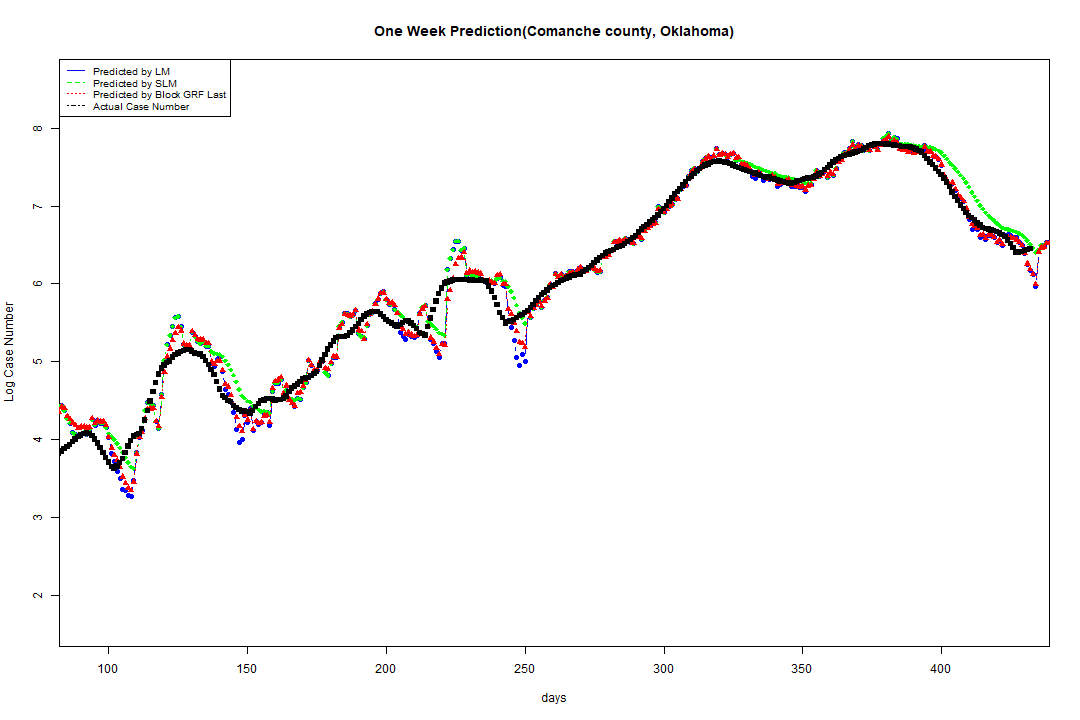 One Week Prediction(Comanche county, Oklahoma)
Predicted by LM
Predicted by SLM
Predicted by Block GRF Last
Actual Case Number
8
7
6
5
4
3
2
Log Case Number
100 150 200 250 300 350 400
days